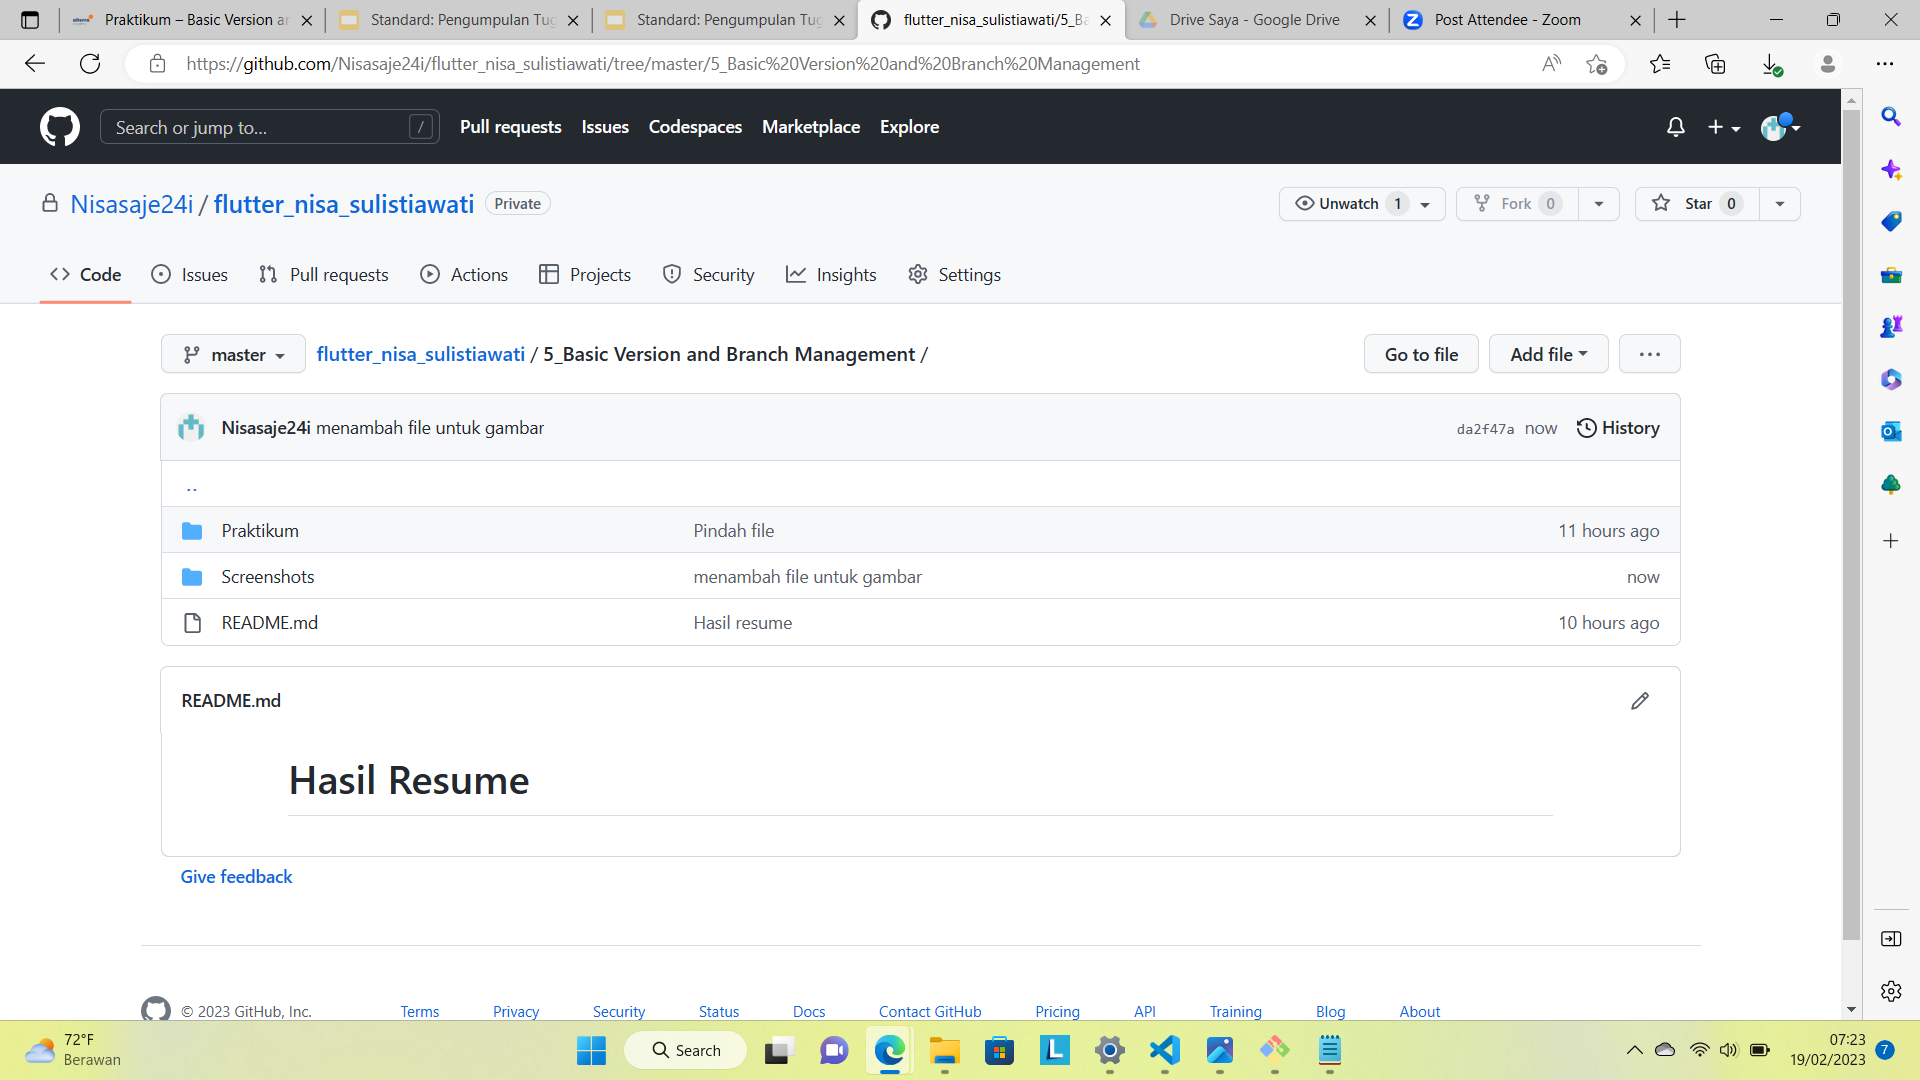 Praktikum – Basic Version ar
Standard: Pengumpulan Tug
Standard: Pengumpulan Tug
flutter_nisa_sulistiawati/5_Ba
Drive Saya - Google Drive
Post Attendee - Zoom
https://github.com/Nisasaje24i/flutter_nisa_sulistiawati/tree/master/5_Basic%20Version%20and%20Branch%20Management
Search or jump to...
/
Pull requests
Issues
Codespaces
Marketplace
Explore
Nisasaje24i / flutter_nisa_sulistiawati
Private
Unwatch 1
Fork 0
Star 0
Code
Issues
Pull requests
Actions
Projects
Security
Insights
Settings
master
flutter_nisa_sulistiawati / 5_Basic Version and Branch Management /
Go to file
Add file
Nisasaje24i menambah file untuk gambar
da2f47a now
History
..
Praktikum
Pindah file
11 hours ago
Screenshots
menambah file untuk gambar
now
README.md
Hasil resume
10 hours ago
README.md
Hasil Resume
Give feedback
© 2023 GitHub, Inc.
Terms
Privacy
Security
Status
Docs
Contact GitHub
Pricing
API
Training
Blog
About
72°F
Berawan
Search
07:23
19/02/2023
7